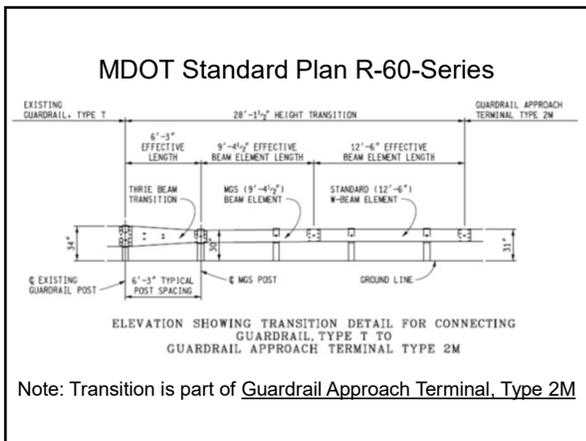 MDOT Standard Plan R-60-Series
EXISTING
GUARDRAIL, TYPE T
28'-1½" HEIGHT TRANSITION
GUARDRAIL APPROACH
TERMINAL TYPE 2M
6'-3"
EFFECTIVE
LENGTH
9'-4½" EFFECTIVE
BEAM ELEMENT LENGTH
12'-6" EFFECTIVE
BEAM ELEMENT LENGTH
THRIE BEAM
TRANSITION
MGS (9'-4½")
BEAM ELEMENT
STANDARD (12'-6")
W-BEAM ELEMENT
34"
30"
31"
℄ EXISTING
GUARDRAIL POST
6'-3" TYPICAL
POST SPACING
℄ MGS POST
GROUND LINE
ELEVATION SHOWING TRANSITION DETAIL FOR CONNECTING
GUARDRAIL, TYPE T TO
GUARDRAIL APPROACH TERMINAL TYPE 2M
Note: Transition is part of Guardrail Approach Terminal, Type 2M